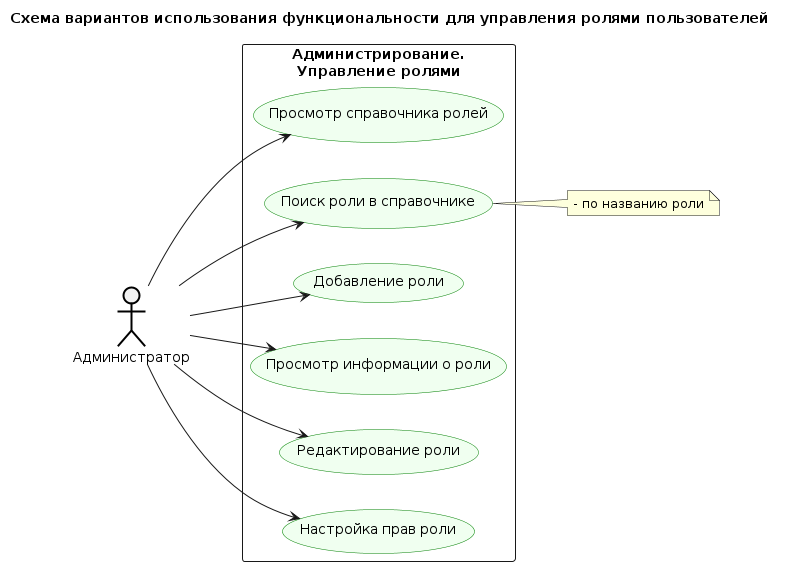 Схема вариантов использования функциональности для управления ролями пользователей
Администрирование.
Управление ролями
Просмотр справочника ролей
Поиск роли в справочнике
- по названию роли
Добавление роли
Администратор
Просмотр информации о роли
Редактирование роли
Настройка прав роли